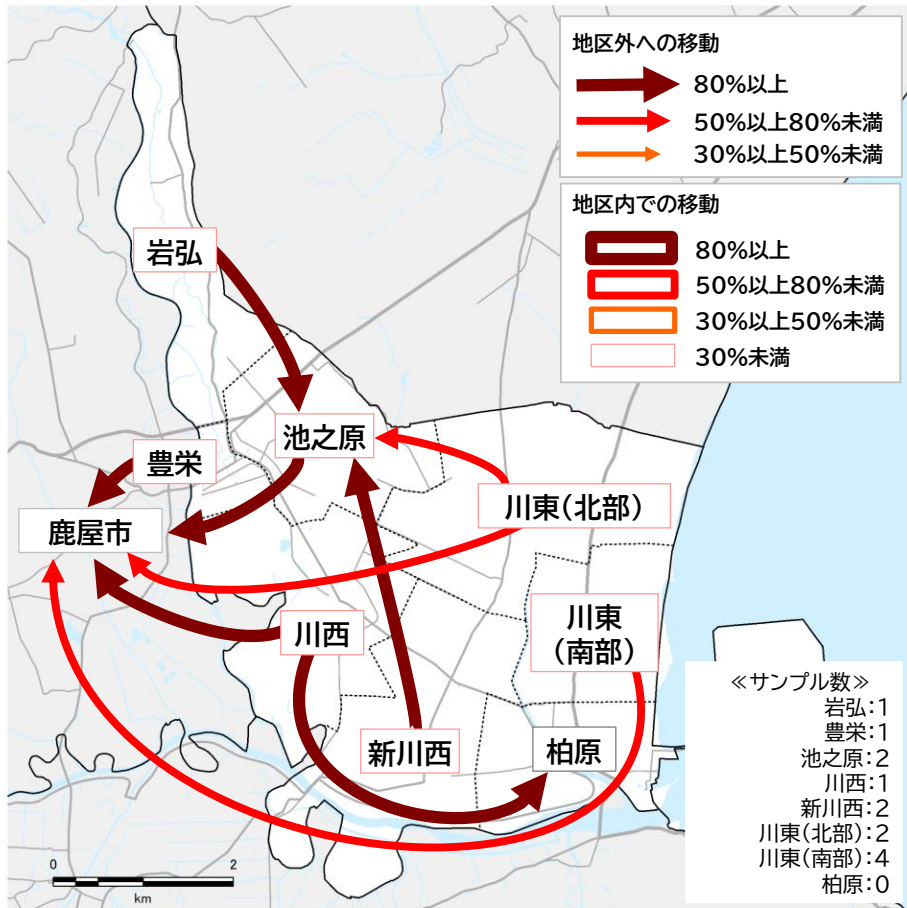 地区外への移動
80%以上
50%以上80%未満
30%以上50%未満
地区内での移動
80%以上
50%以上80%未満
30%以上50%未満
30%未満
岩弘
池之原
豊栄
鹿屋市
川東(北部)
川東
(南部)
川西
新川西
柏原
≪サンプル数≫
岩弘:1
豊栄:1
池之原:2
川西:1
新川西:2
川東(北部):2
川東(南部):4
柏原:0
0 2
km